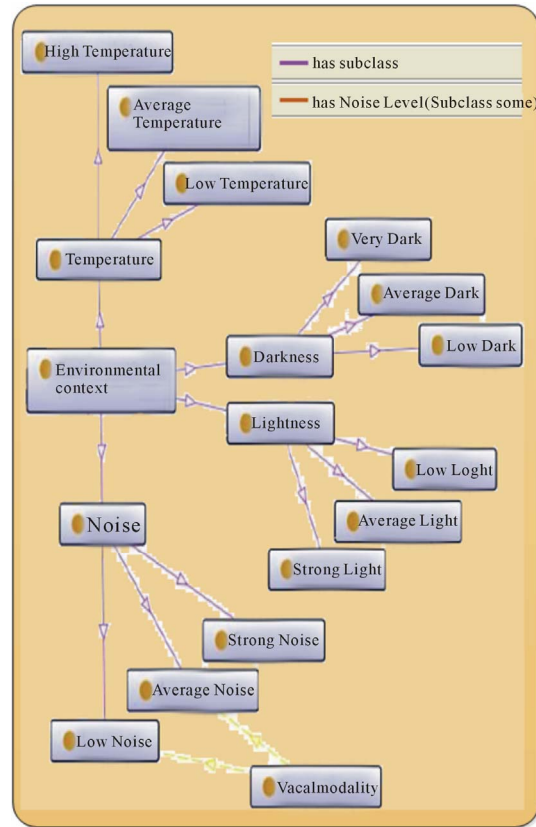 High Temperature
has subclass
Average
Temperature
has Noise Level(Subclass some)
Low Temperature
Very Dark
Temperature
Average Dark
Darkness
Low Dark
Environmental
context
Lightness
Low Loght
Average Light
Noise
Strong Light
Strong Noise
Average Noise
Low Noise
Vacalmodality